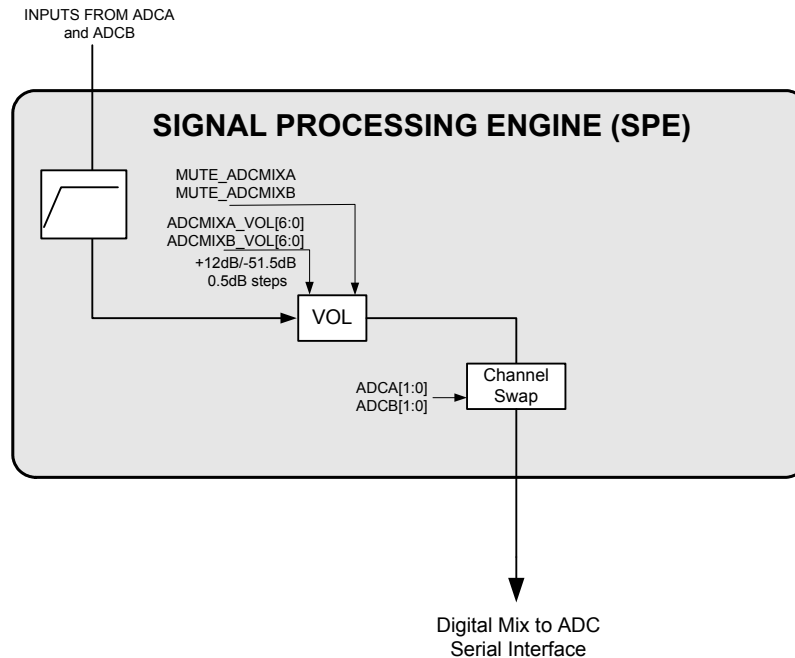 INPUTS FROM ADCA
and ADCB
SIGNAL PROCESSING ENGINE (SPE)
MUTE_ADCMIXA
MUTE_ADCMIXB
ADCMIXA_VOL[6:0]
ADCMIXB_VOL[6:0]
+12dB/-51.5dB
0.5dB steps
VOL
Channel
Swap
ADCA[1:0]
ADCB[1:0]
Digital Mix to ADC
Serial Interface